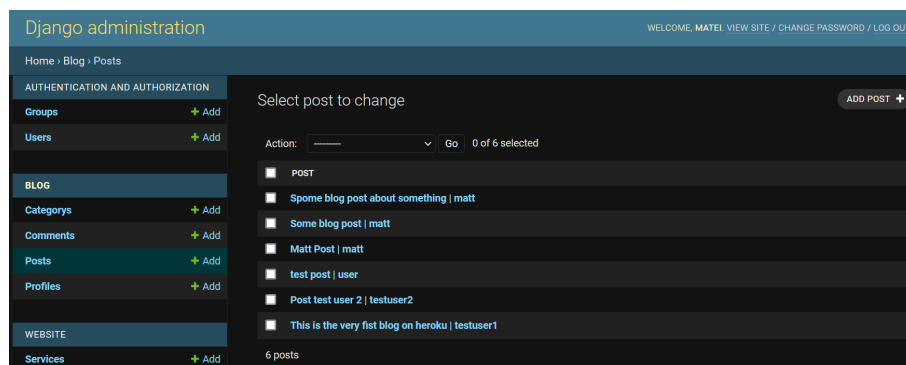 Django administration
WELCOME, MATEI. VIEW SITE / CHANGE PASSWORD / LOG OU
Home › Blog › Posts
AUTHENTICATION AND AUTHORIZATION
Groups + Add
Users + Add
BLOG
Categorys + Add
Comments + Add
Posts + Add
Profiles + Add
WEBSITE
Services + Add
Select post to change
ADD POST +
Action: --------- Go 0 of 6 selected
POST
Spome blog post about something | matt
Some blog post | matt
Matt Post | matt
test post | user
Post test user 2 | testuser2
This is the very fist blog on heroku | testuser1
6 posts